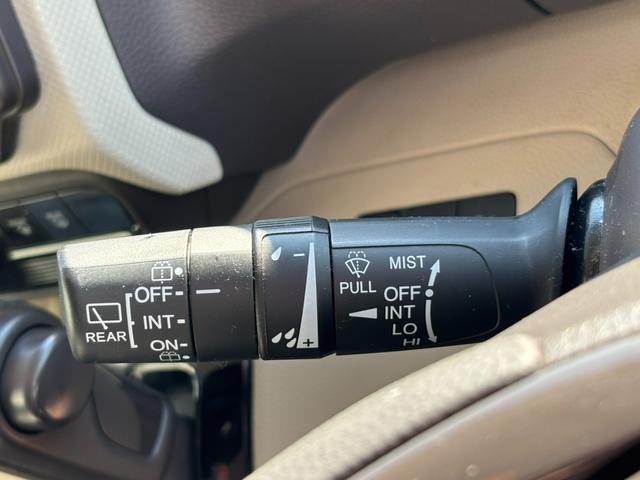 OFF
INT
ON
REAR
−
+
PULL
MIST
OFF
INT
LO
HI